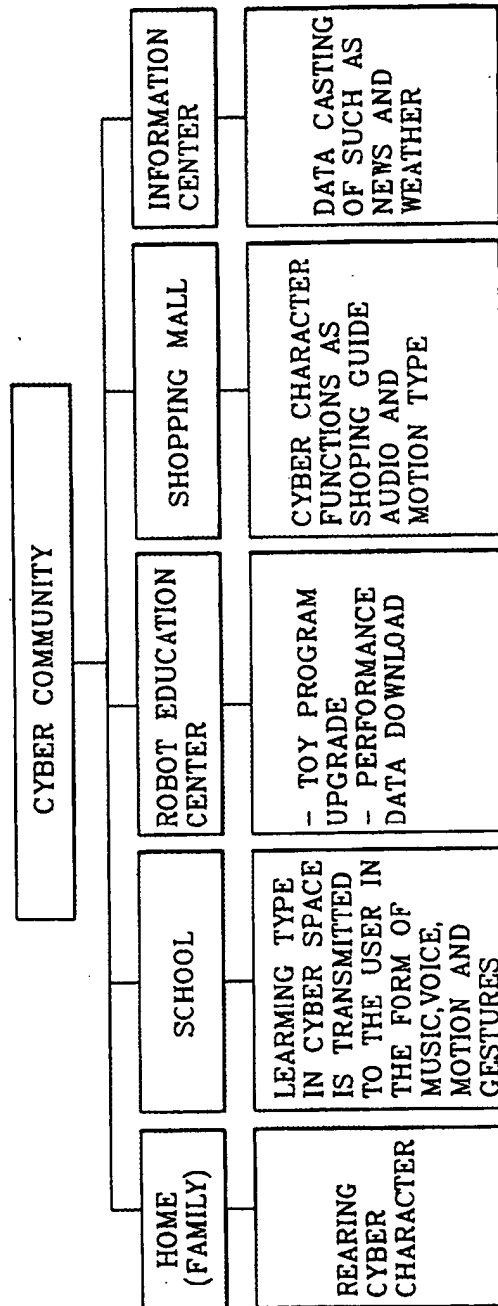 CYBER COMMUNITY
HOME
(FAMILY)
SCHOOL
ROBOT EDUCATION
CENTER
SHOPPING MALL
INFORMATION
CENTER
REARING
CYBER
CHARACTER
LEARMING TYPE
IN CYBER SPACE
IS TRANSMITTED
TO THE USER IN
THE FORM OF
MUSIC,VOICE,
MOTION AND
GESTURES
- TOY PROGRAM
UPGRADE
- PERFORMANCE
DATA DOWNLOAD
CYBER CHARACTER
FUNCTIONS AS
SHOPING GUIDE
AUDIO AND
MOTION TYPE
DATA CASTING
OF SUCH AS
NEWS AND
WEATHER